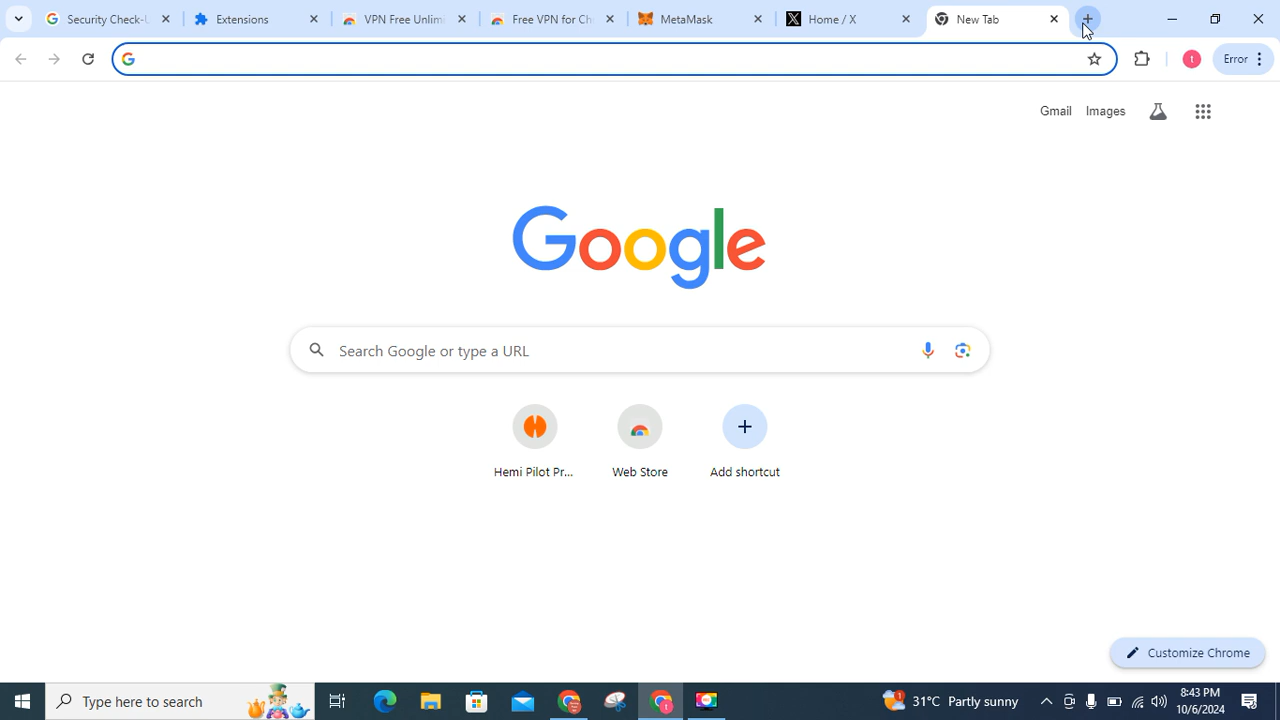 Security Check-U
Extensions
VPN Free Unlim
Free VPN for Ch
MetaMask
Home / X
New Tab
Error
Gmail
Images
Google
Search Google or type a URL
Hemi Pilot Pr...
Web Store
Add shortcut
Customize Chrome
Type here to search
1
31°C Partly sunny
8:43 PM
10/6/2024